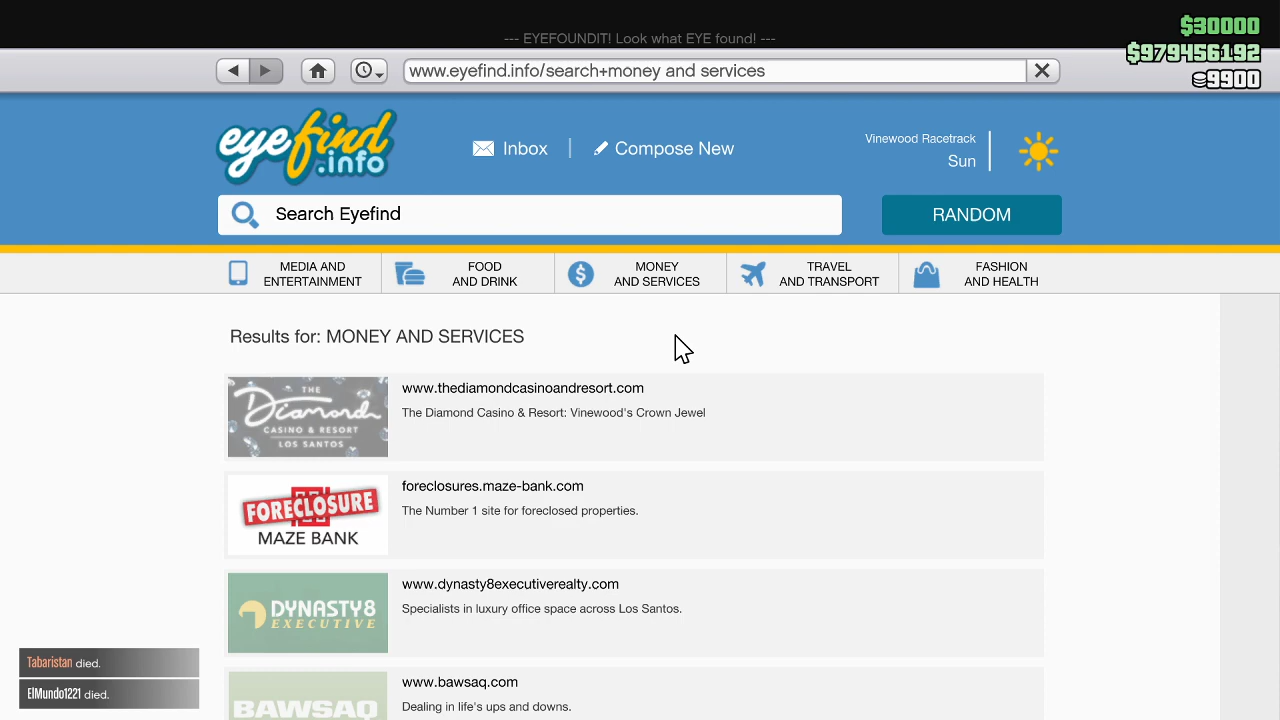 --- EYEFOUNDIT! Look what EYE found! ---
$30000
$979456192
9900
www.eyefind.info/search+money and services
eyefind
.info
Inbox
Compose New
Vinewood Racetrack
Sun
Search Eyefind
RANDOM
MEDIA AND
ENTERTAINMENT
FOOD
AND DRINK
MONEY
AND SERVICES
TRAVEL
AND TRANSPORT
FASHION
AND HEALTH
Results for: MONEY AND SERVICES
THE
Diamond
CASINO & RESORT
LOS SANTOS
www.thediamondcasinoandresort.com
The Diamond Casino & Resort: Vinewood's Crown Jewel
FORECLOSURE
MAZE BANK
foreclosures.maze-bank.com
The Number 1 site for foreclosed properties.
DYNASTY8
EXECUTIVE
www.dynasty8executiverealty.com
Specialists in luxury office space across Los Santos.
BAWSAQ
www.bawsaq.com
Dealing in life's ups and downs.
Tabaristan died.
ElMundo1221 died.